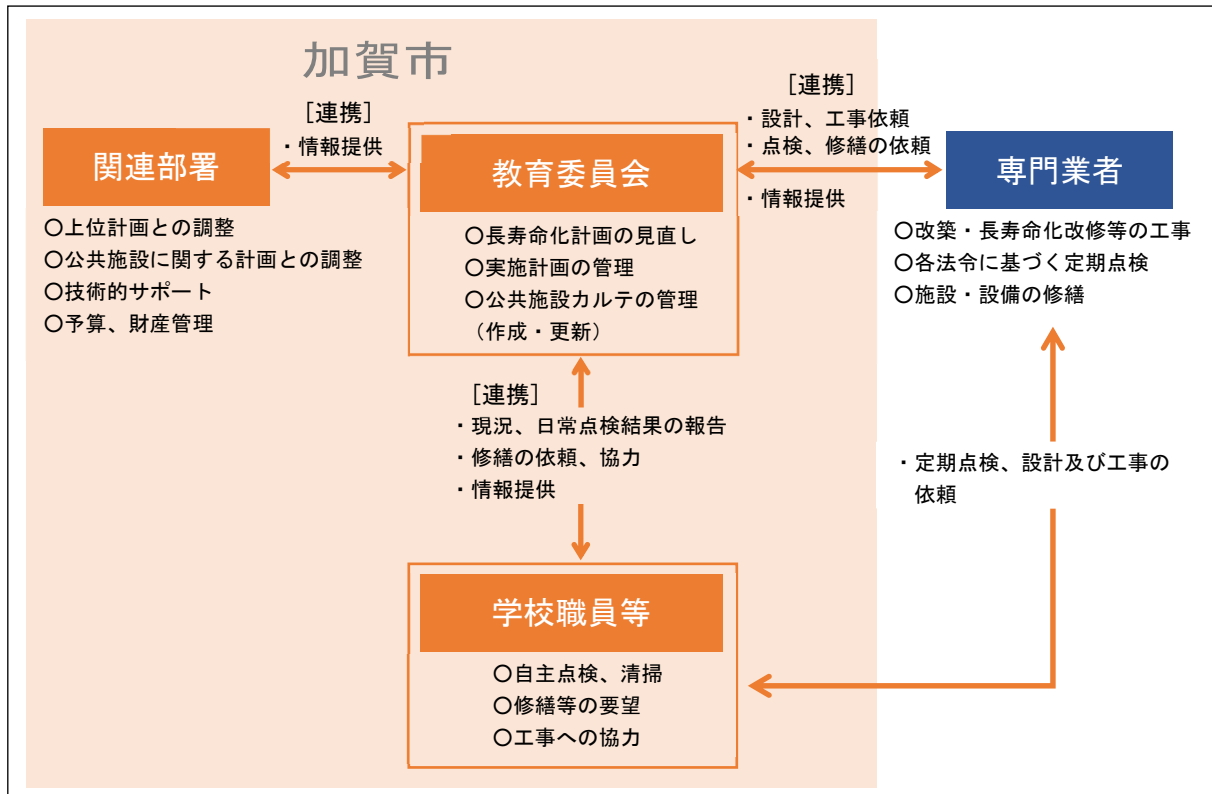 加賀市
[連携]
・情報提供
[連携]
・設計、工事依頼
・点検、修繕の依頼
・情報提供
関連部署
〇上位計画との調整
〇公共施設に関する計画との調整
〇技術的サポート
〇予算、財産管理
教育委員会
〇長寿命化計画の見直し
〇実施計画の管理
〇公共施設カルテの管理
（作成・更新）
専門業者
〇改築・長寿命化改修等の工事
〇各法令に基づく定期点検
〇施設・設備の修繕
[連携]
・現況、日常点検結果の報告
・修繕の依頼、協力
・情報提供
・定期点検、設計及び工事の
依頼
学校職員等
〇自主点検、清掃
〇修繕等の要望
〇工事への協力